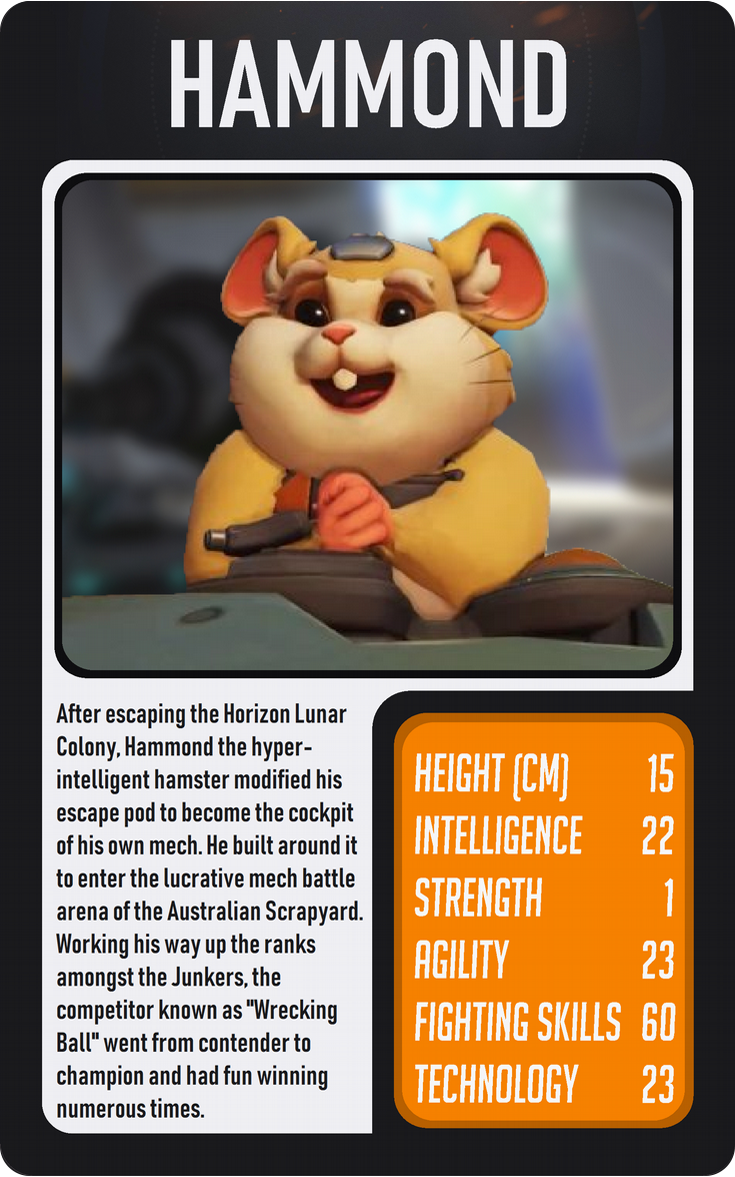 HAMMOND
After escaping the Horizon Lunar
Colony, Hammond the hyper-
intelligent hamster modified his
escape pod to become the cockpit
of his own mech. He built around it
to enter the lucrative mech battle
arena of the Australian Scrapyard.
Working his way up the ranks
amongst the Junkers, the
competitor known as "Wrecking
Ball" went from contender to
champion and had fun winning
numerous times.
HEIGHT (CM) 15
INTELLIGENCE 22
STRENGTH 1
AGILITY 23
FIGHTING SKILLS 60
TECHNOLOGY 23